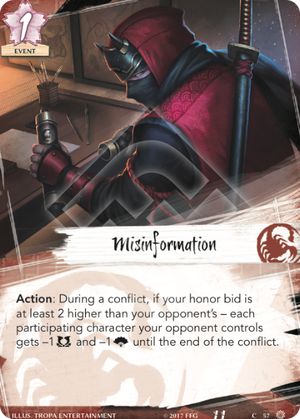 1
EVENT
Misinformation
Action: During a conflict, if your honor bid is
at least 2 higher than your opponent's – each
participating character your opponent controls
gets –1 and –1 until the end of the conflict.
ILLUS. TROPA ENTERTAINMENT © 2017 FFG C 57